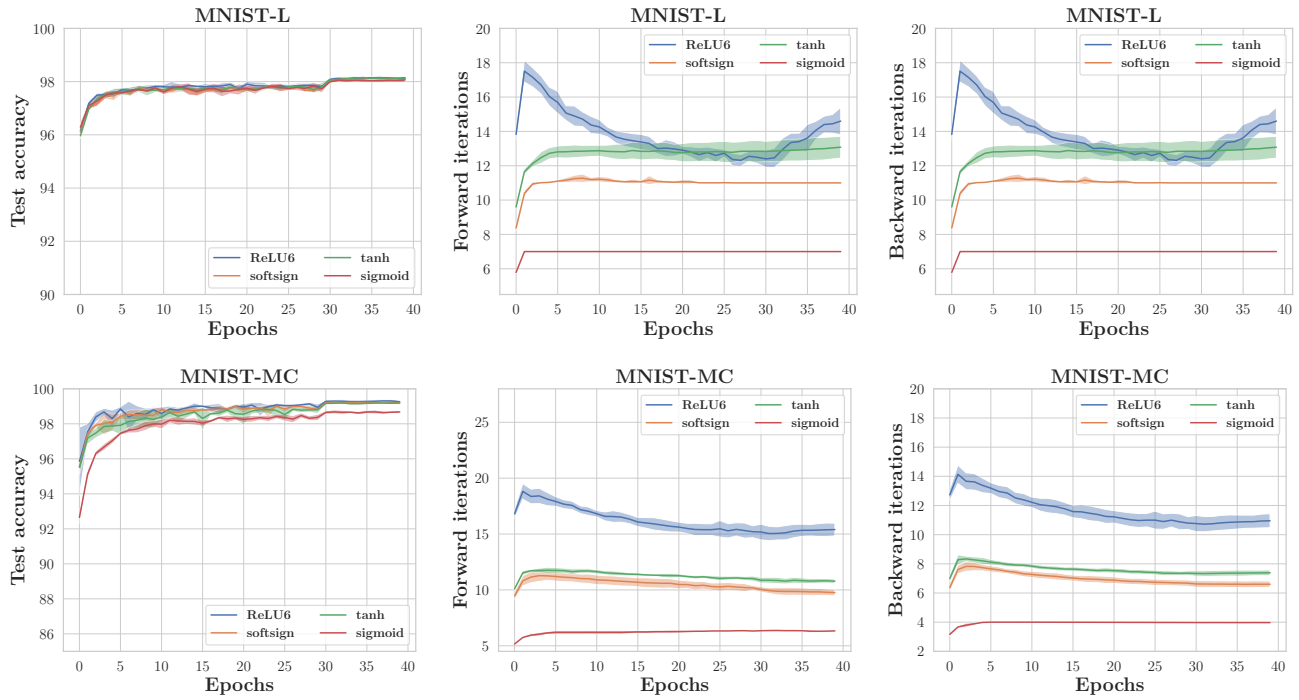 MNIST-L
Test accuracy
100
98
96
94
92
90
ReLU6
softsign
tanh
sigmoid
0 5 10 15 20 25 30 35 40
Epochs
MNIST-L
Forward iterations
20
18
16
14
12
10
8
6
ReLU6
softsign
tanh
sigmoid
0 5 10 15 20 25 30 35 40
Epochs
MNIST-L
Backward iterations
20
18
16
14
12
10
8
6
ReLU6
softsign
tanh
sigmoid
0 5 10 15 20 25 30 35 40
Epochs
MNIST-MC
Test accuracy
100
98
96
94
92
90
88
86
ReLU6
softsign
tanh
sigmoid
0 5 10 15 20 25 30 35 40
Epochs
MNIST-MC
Forward iterations
25
20
15
10
5
ReLU6
softsign
tanh
sigmoid
0 5 10 15 20 25 30 35 40
Epochs
MNIST-MC
Backward iterations
20
18
16
14
12
10
8
6
4
2
ReLU6
softsign
tanh
sigmoid
0 5 10 15 20 25 30 35 40
Epochs